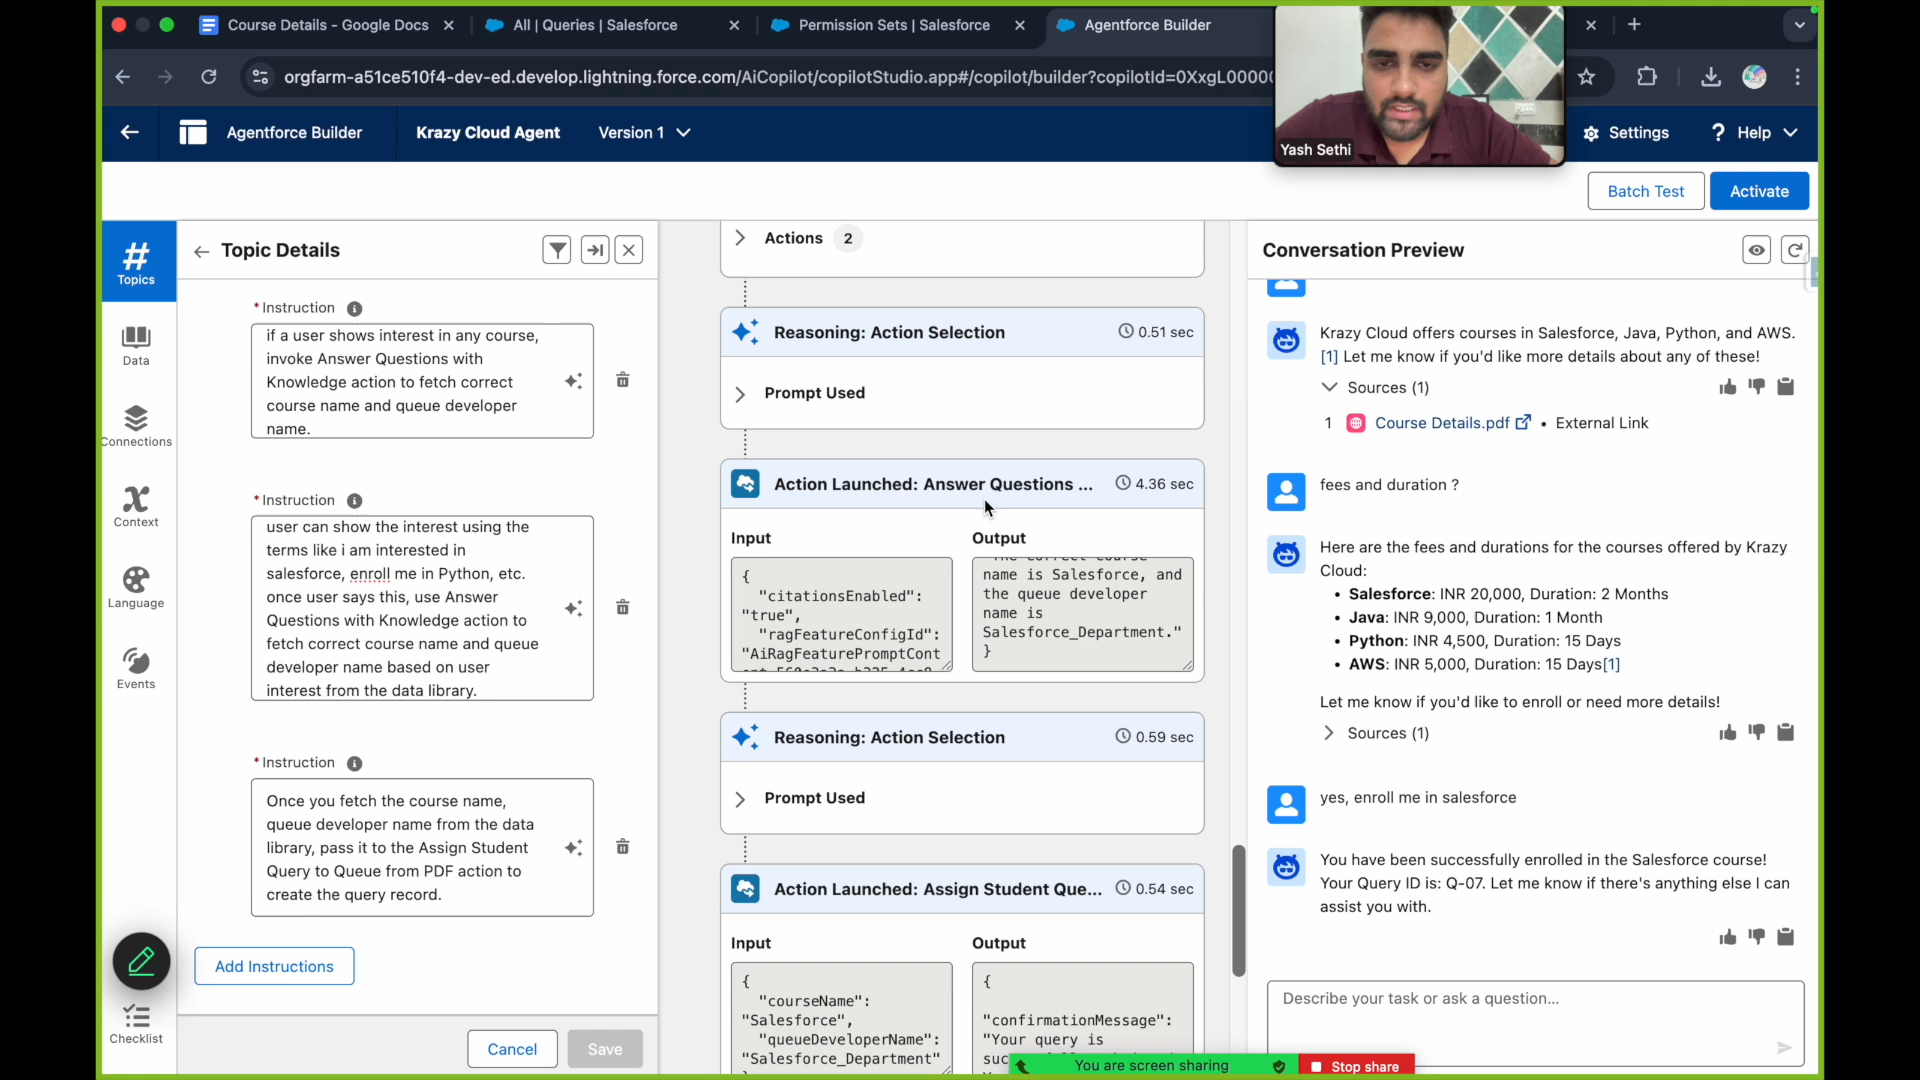 Course Details - Google Docs
All | Queries | Salesforce
Permission Sets | Salesforce
Agentforce Builder
orgfarm-a51ce510f4-dev-ed.develop.lightning.force.com/AiCopilot/copilotStudio.app#/copilot/builder?copilotId=0XxgL00000
Agentforce Builder
Krazy Cloud Agent
Version 1
Yash Sethi
Settings
? Help
Batch Test
Activate
# Topics
Data
Connections
Context
Language
Events
Checklist
Topic Details
* Instruction
if a user shows interest in any course,
invoke Answer Questions with
Knowledge action to fetch correct
course name and queue developer
name.
* Instruction
user can show the interest using the
terms like i am interested in
salesforce, enroll me in Python, etc.
once user says this, use Answer
Questions with Knowledge action to
fetch correct course name and queue
developer name based on user
interest from the data library.
* Instruction
Once you fetch the course name,
queue developer name from the data
library, pass it to the Assign Student
Query to Queue from PDF action to
create the query record.
Add Instructions
Cancel
Save
Actions 2
Reasoning: Action Selection
0.51 sec
Prompt Used
Action Launched: Answer Questions ...
4.36 sec
Input
{
"citationsEnabled":
"true",
"ragFeatureConfigId":
"AiRagFeaturePromptCont
Output
name is Salesforce, and
the queue developer
name is
Salesforce_Department."
}
Reasoning: Action Selection
0.59 sec
Prompt Used
Action Launched: Assign Student Que...
0.54 sec
Input
{
"courseName":
"Salesforce",
"queueDeveloperName":
"Salesforce_Department"
Output
{
"confirmationMessage":
"Your query is
Conversation Preview
Krazy Cloud offers courses in Salesforce, Java, Python, and AWS.
[1] Let me know if you'd like more details about any of these!
Sources (1)
1 Course Details.pdf • External Link
fees and duration ?
Here are the fees and durations for the courses offered by Krazy
Cloud:
• Salesforce: INR 20,000, Duration: 2 Months
• Java: INR 9,000, Duration: 1 Month
• Python: INR 4,500, Duration: 15 Days
• AWS: INR 5,000, Duration: 15 Days[1]
Let me know if you'd like to enroll or need more details!
Sources (1)
yes, enroll me in salesforce
You have been successfully enrolled in the Salesforce course!
Your Query ID is: Q-07. Let me know if there's anything else I can
assist you with.
Describe your task or ask a question...
You are screen sharing
Stop share